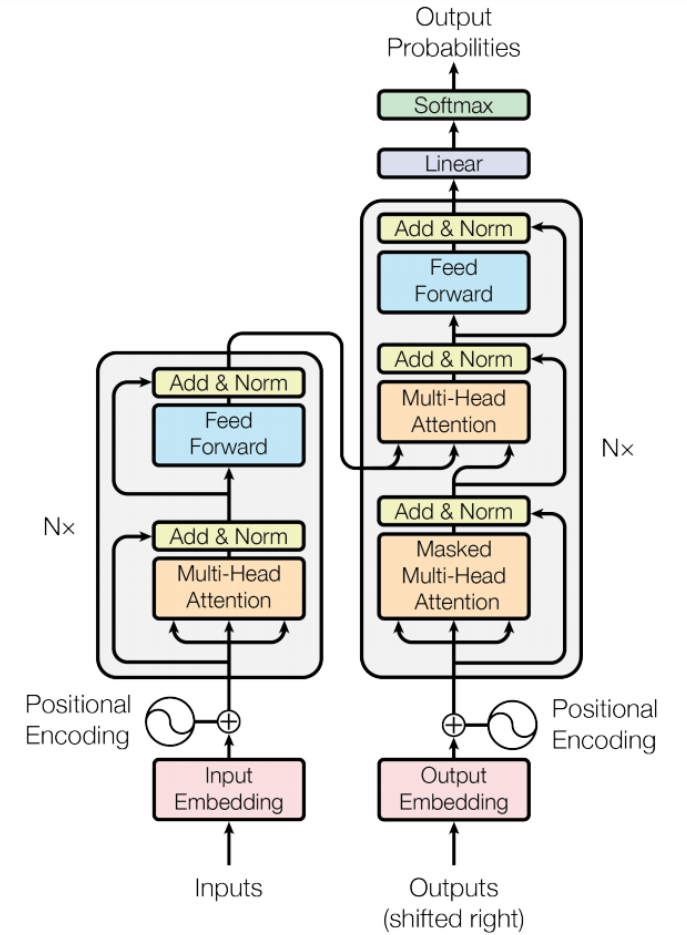 Output
Probabilities
Softmax
Linear
Add & Norm
Feed
Forward
Add & Norm
Multi-Head
Attention
Add & Norm
Masked
Multi-Head
Attention
Nx
Add & Norm
Feed
Forward
Add & Norm
Multi-Head
Attention
N×
Positional
Encoding
Positional
Encoding
Input
Embedding
Output
Embedding
Inputs
Outputs
(shifted right)